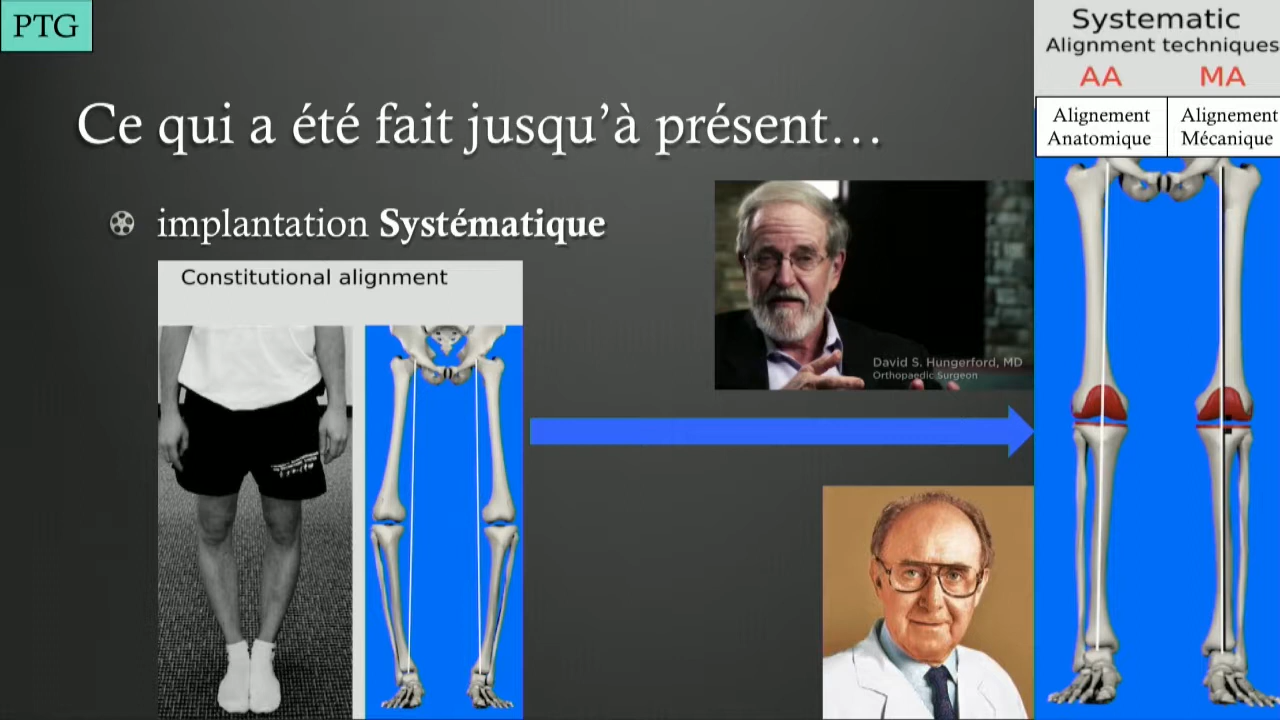 PTG
Ce qui a été fait jusqu’à présent…
implantation Systématique
Constitutional alignment
David S. Hungerford, MD
Orthopaedic Surgeon
Systematic
Alignment techniques
AA MA
Alignement
Anatomique
Alignement
Mécanique